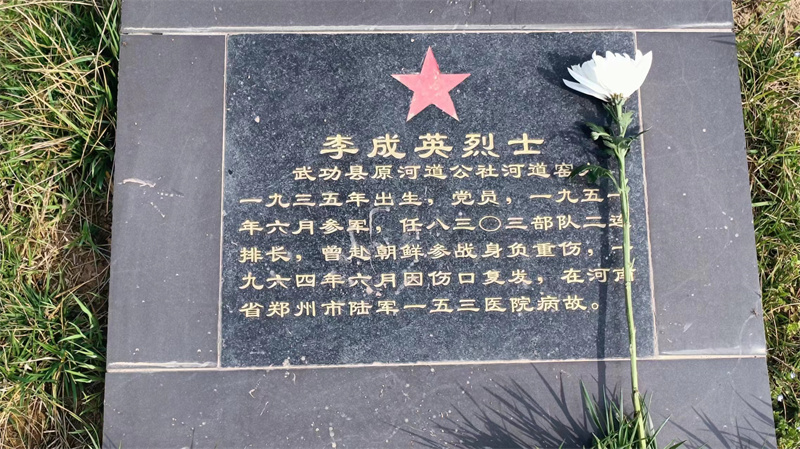 李成英烈士
武功县原河道公社河道窑
一九三五年出生，党员，一九五一
年六月参军，任八三〇三部队二连
排长，曾赴朝鲜参战身负重伤，一
九六四年六月因伤口复发，在河南
省郑州市陆军一五三医院病故。